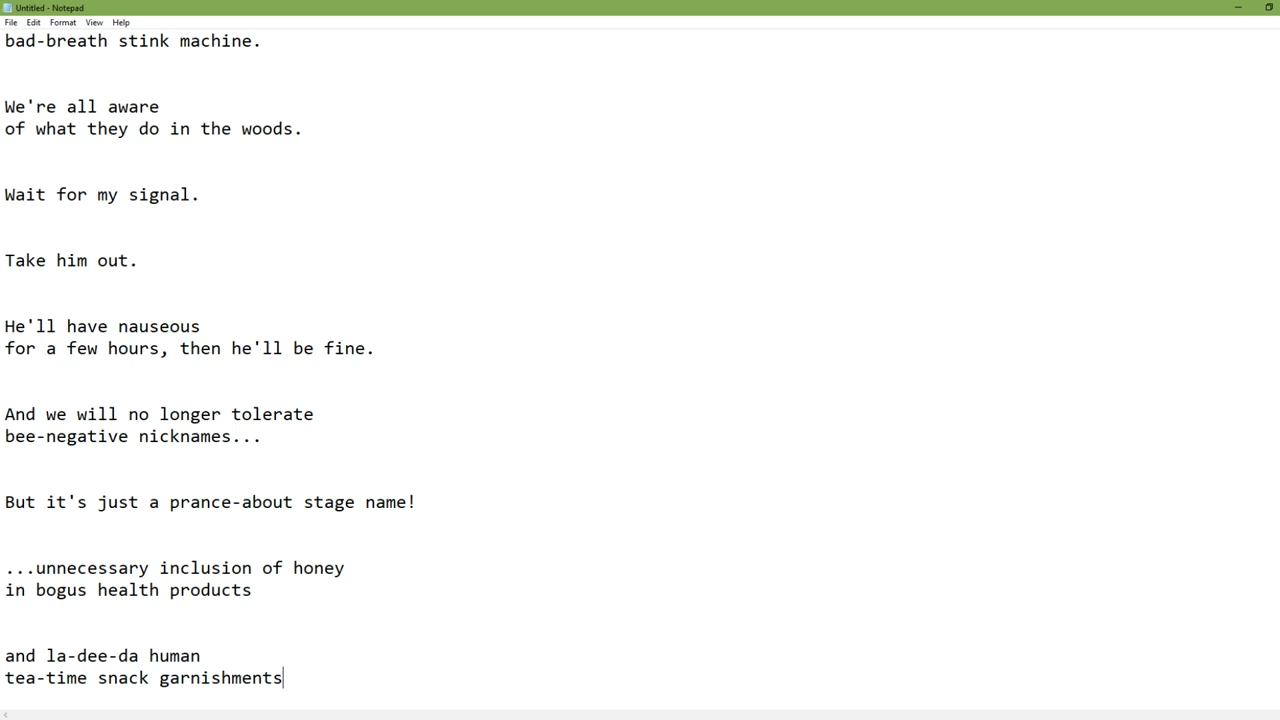 Untitled - Notepad
File Edit Format View Help
bad-breath stink machine.
We're all aware
of what they do in the woods.
Wait for my signal.
Take him out.
He'll have nauseous
for a few hours, then he'll be fine.
And we will no longer tolerate
bee-negative nicknames...
But it's just a prance-about stage name!
...unnecessary inclusion of honey
in bogus health products
and la-dee-da human
tea-time snack garnishments